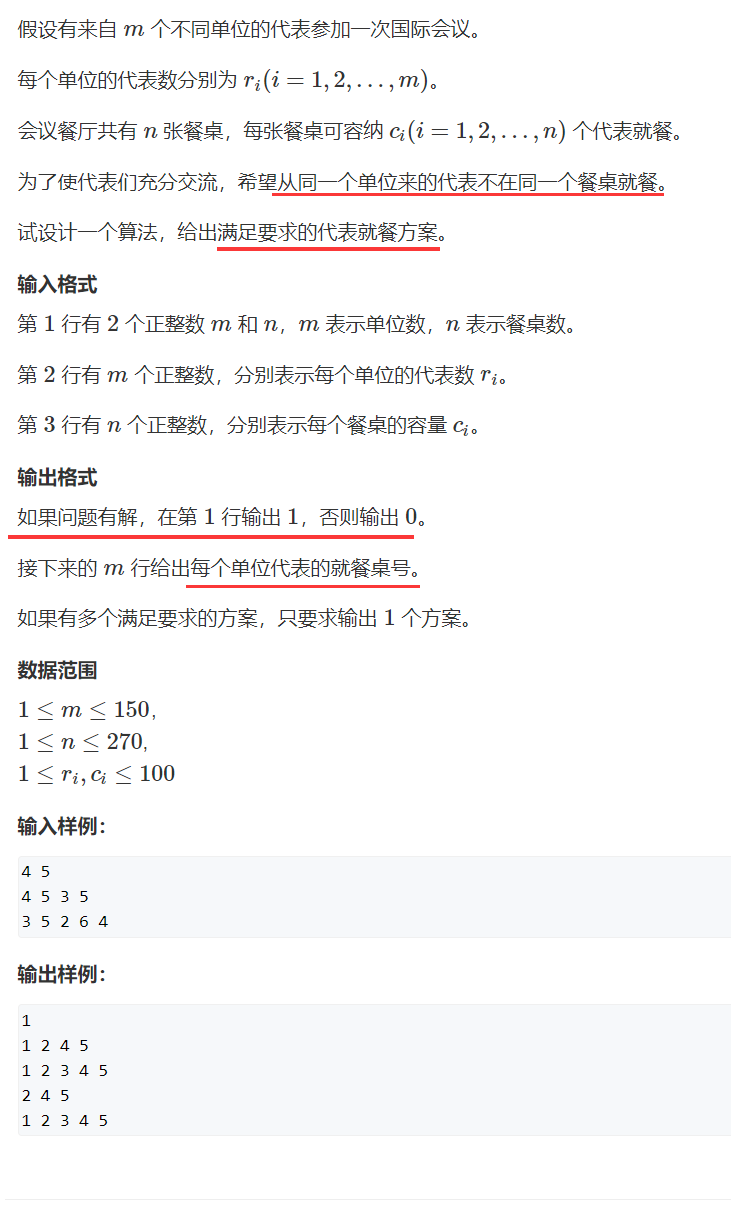 假设有来自 m 个不同单位的代表参加一次国际会议。
每个单位的代表数分别为 r_i(i = 1, 2, . . . , m)。
会议餐厅共有 n 张餐桌，每张餐桌可容纳 c_i(i = 1, 2, . . . , n) 个代表就餐。
为了使代表们充分交流，希望从同一个单位来的代表不在同一个餐桌就餐。
试设计一个算法，给出满足要求的代表就餐方案。
输入格式
第 1 行有 2 个正整数 m 和 n，m 表示单位数，n 表示餐桌数。
第 2 行有 m 个正整数，分别表示每个单位的代表数 r_i。
第 3 行有 n 个正整数，分别表示每个餐桌的容量 c_i。
输出格式
如果问题有解，在第 1 行输出 1，否则输出 0。
接下来的 m 行给出每个单位代表的就餐桌号。
如果有多个满足要求的方案，只要求输出 1 个方案。
数据范围
1 ≤ m ≤ 150,
1 ≤ n ≤ 270,
1 ≤ r_i, c_i ≤ 100
输入样例：
4 5
4 5 3 5
3 5 2 6 4
输出样例：
1
1 2 4 5
1 2 3 4 5
2 4 5
1 2 3 4 5